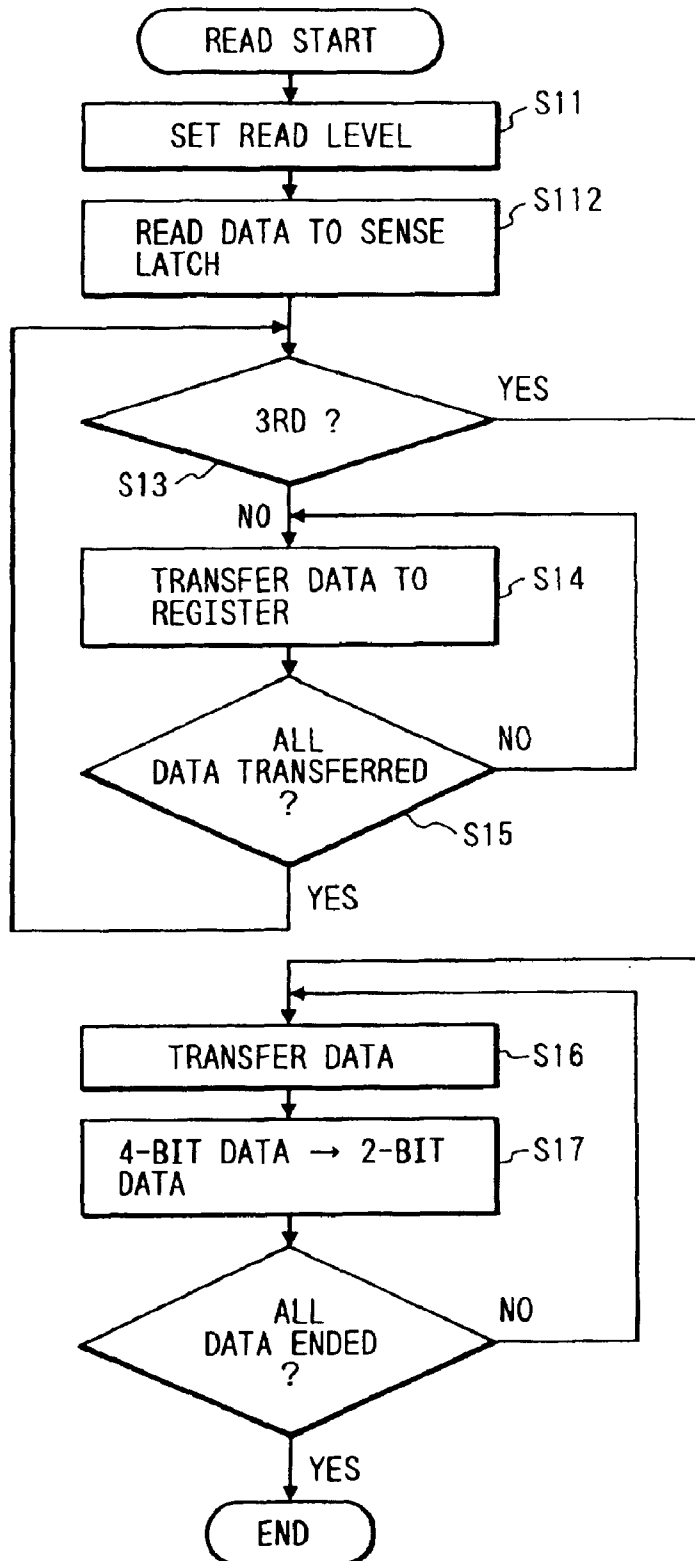 READ START
S11
SET READ LEVEL
S112
READ DATA TO SENSE
LATCH
YES
3RD ?
S13
NO
TRANSFER DATA TO
REGISTER
S14
ALL
DATA TRANSFERRED
?
NO
S15
YES
TRANSFER DATA
S16
4-BIT DATA → 2-BIT
DATA
S17
ALL
DATA ENDED
?
NO
YES
END